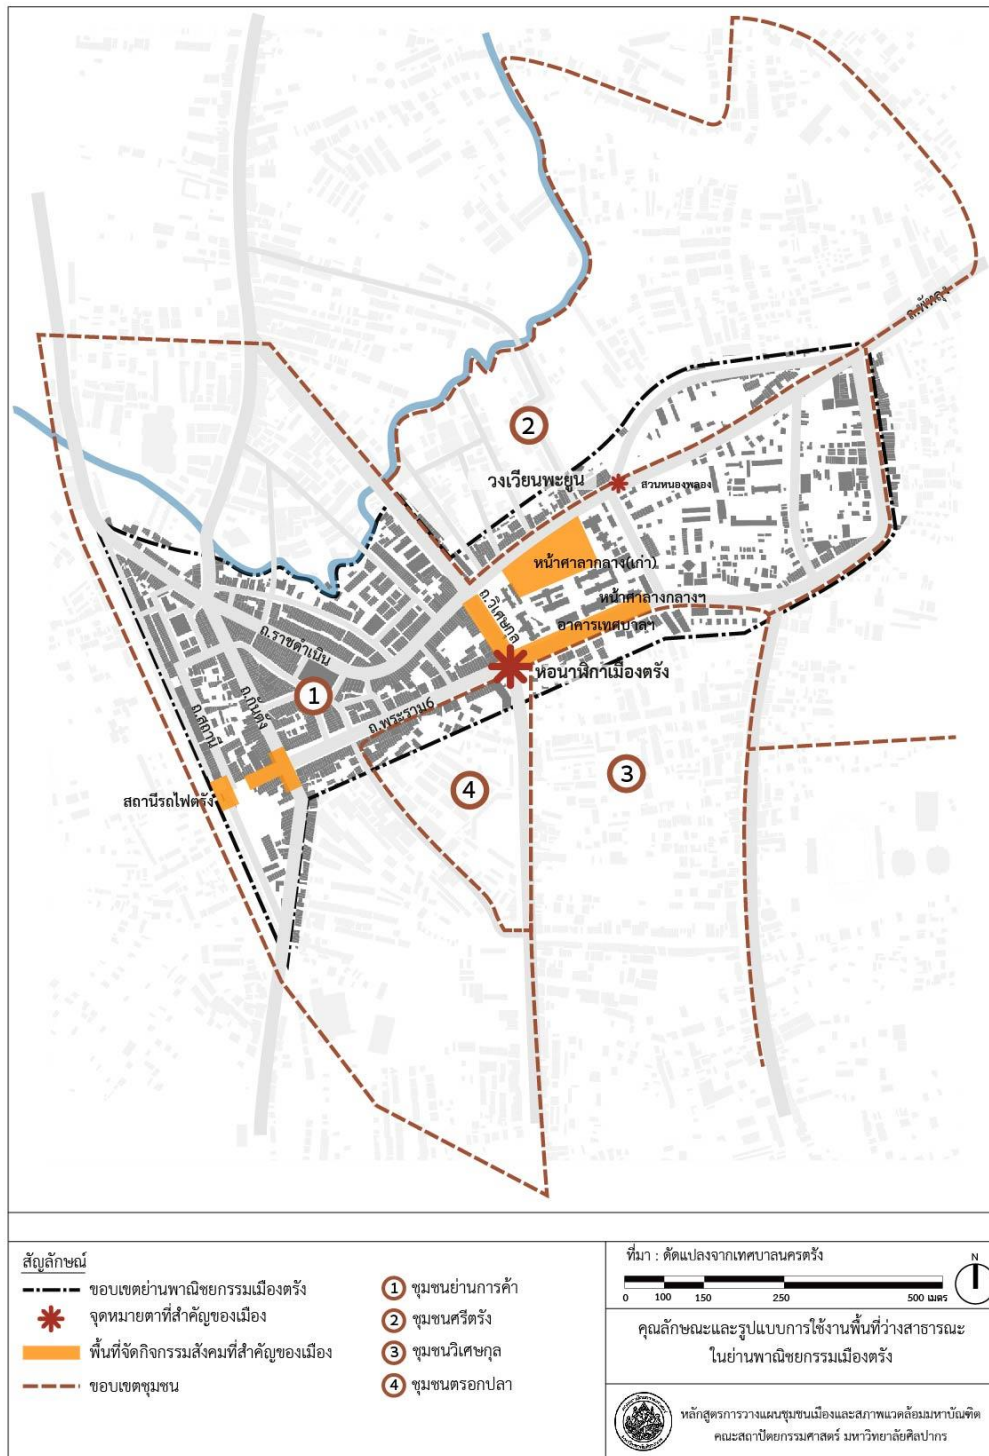 ถ.พัทลุง
2
วงเวียนพะยูน
สวนหนองพลอง
หน้าศาลากลาง(เก่า)
หน้าศาลางกลางฯ
ถ.วิเศษกุล
อาคารเทศบาลฯ
หอนาฬิกาเมืองตรัง
ถ.ราชดำเนิน
1
ถ.กันตัง
ถ.สถานี
ถ.พระราม6
3
4
สถานีรถไฟตรัง
สัญลักษณ์
ขอบเขตย่านพาณิชยกรรมเมืองตรัง
จุดหมายตาที่สำคัญของเมือง
พื้นที่จัดกิจกรรมสังคมที่สำคัญของเมือง
ขอบเขตชุมชน
1 ชุมชนย่านการค้า
2 ชุมชนศรีตรัง
3 ชุมชนวิเศษกุล
4 ชุมชนตรอกปลา
ที่มา : ดัดแปลงจากเทศบาลนครตรัง
N
0 100 150 250 500 เมตร
คุณลักษณะและรูปแบบการใช้งานพื้นที่ว่างสาธารณะ
ในย่านพาณิชยกรรมเมืองตรัง
หลักสูตรการวางแผนชุมชนเมืองและสภาพแวดล้อมมหาบัณฑิต
คณะสถาปัตยกรรมศาสตร์ มหาวิทยาลัยศิลปากร